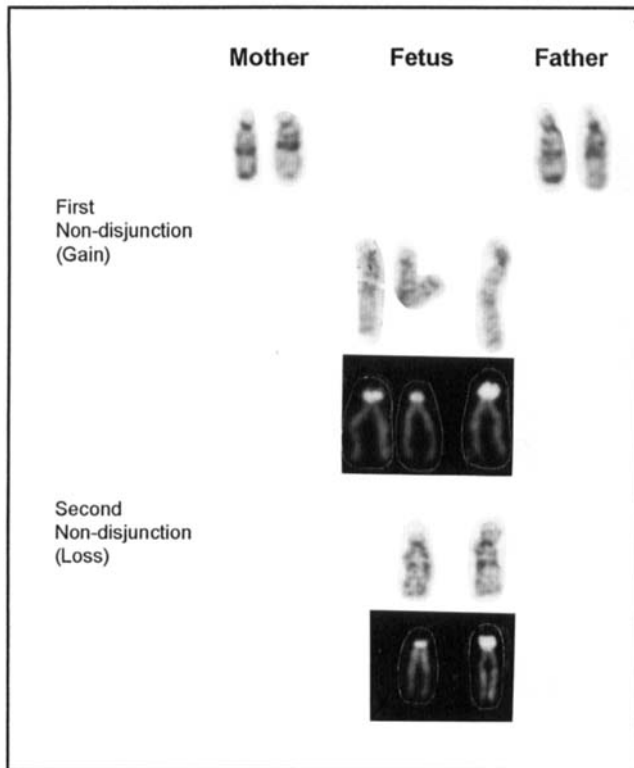 Mother Fetus Father
First
Non-disjunction
(Gain)
Second
Non-disjunction
(Loss)